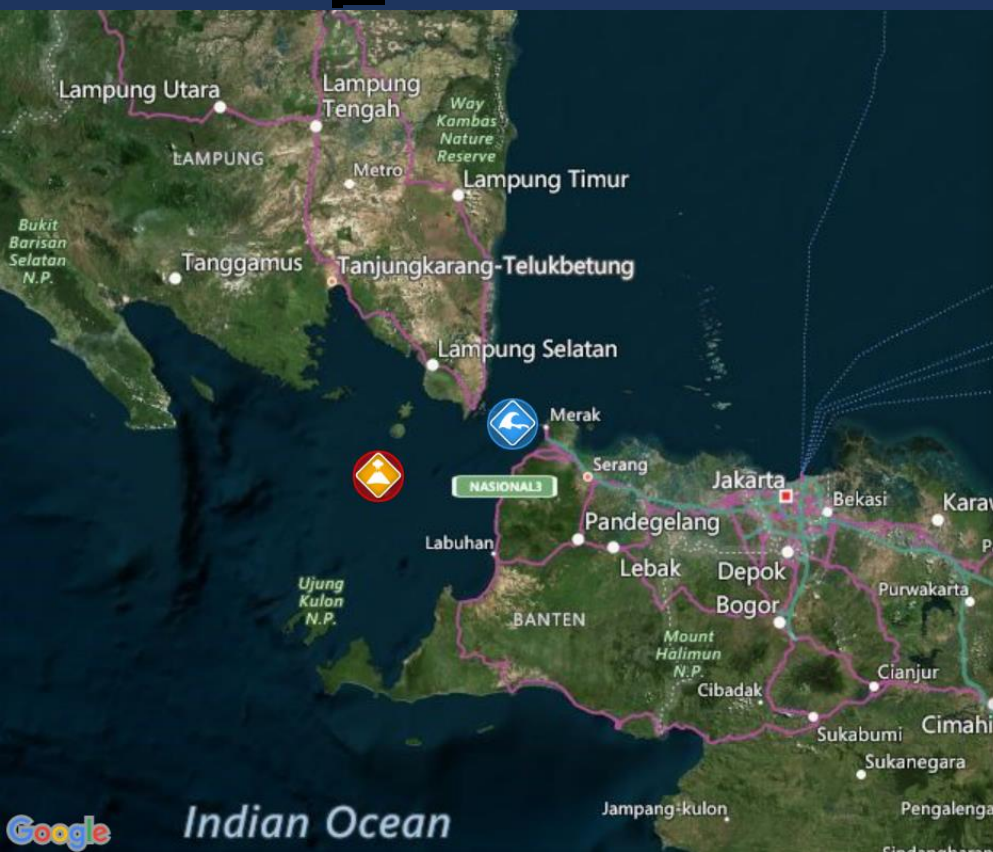 Lampung Utara
Lampung
Tengah
Way
Kambas
Nature
Reserve
LAMPUNG
Metro
Lampung Timur
Bukit
Barisan
Selatan
N.P.
Tanggamus
Tanjungkarang-Telukbetung
Lampung Selatan
Merak
Serang
NASIONAL3
Jakarta
Bekasi
Karaw
Pandegelang
Labuhan
Lebak
Depok
P
Ujung
Kulon
N.P.
Purwakarta
Bogor
BANTEN
Mount
Halimun
N.P.
Cianjur
Cibadak
Sukabumi
Cimahi
Sukanegara
Jampang-kulon
Pengalenga
Indian Ocean
Google